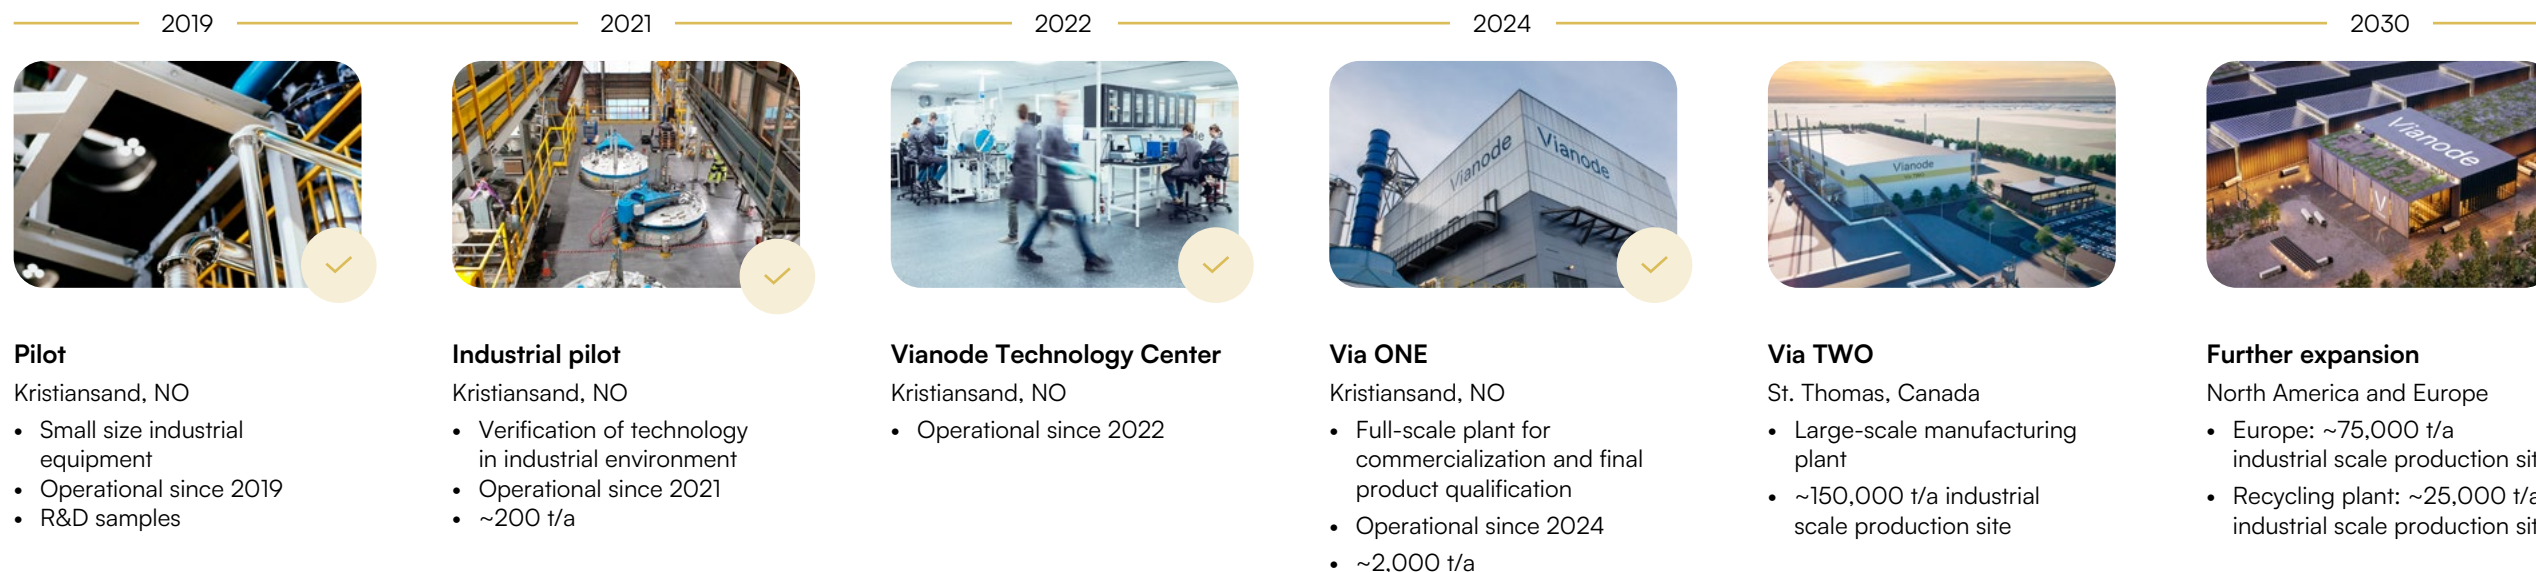 2019
2021
2022
2024
2030
Vianode
Vianode
Vianode
Via TWO
Vianode
V
Pilot
Kristiansand, NO
• Small size industrial
equipment
• Operational since 2019
• R&D samples
Industrial pilot
Kristiansand, NO
• Verification of technology
in industrial environment
• Operational since 2021
• ~200 t/a
Vianode Technology Center
Kristiansand, NO
• Operational since 2022
Via ONE
Kristiansand, NO
• Full-scale plant for
commercialization and final
product qualification
• Operational since 2024
• ~2,000 t/a
Via TWO
St. Thomas, Canada
• Large-scale manufacturing
plant
• ~150,000 t/a industrial
scale production site
Further expansion
North America and Europe
• Europe: ~75,000 t/a
industrial scale production sit
• Recycling plant: ~25,000 t/a
industrial scale production sit